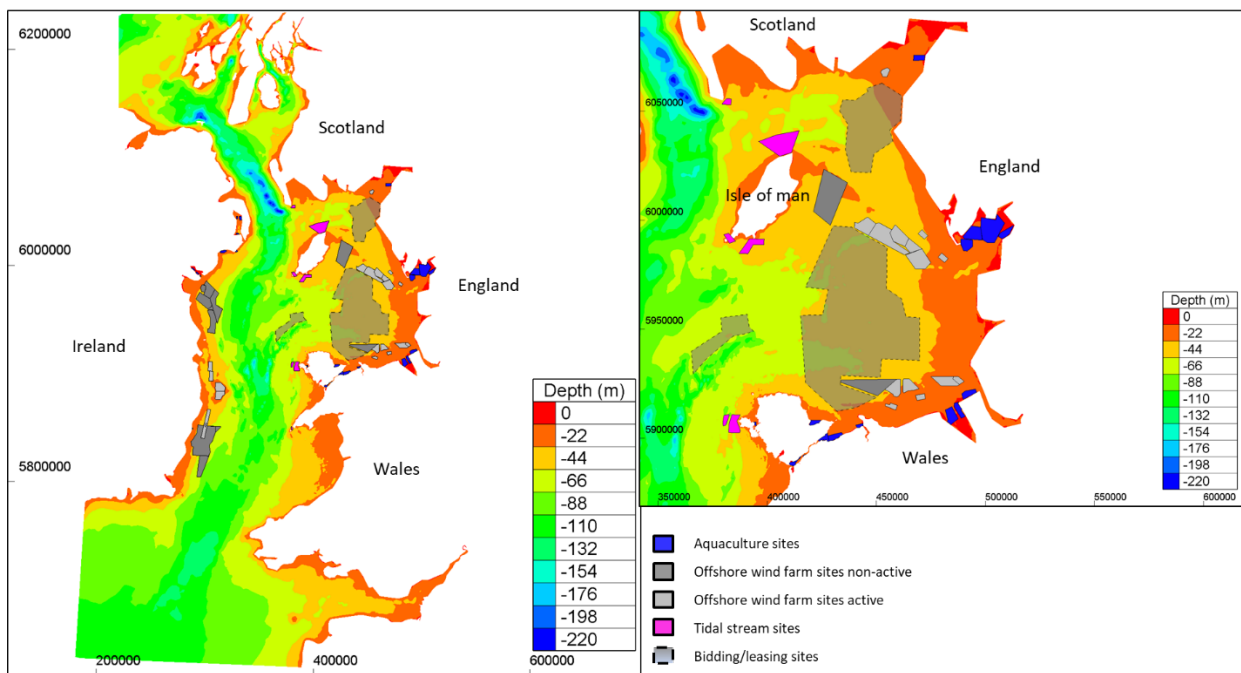 6200000
Scotland
6000000
England
Ireland
Wales
5800000
200000
400000
600000
Depth (m)
0
-22
-44
-66
-88
-110
-132
-154
-176
-198
-220
Scotland
6050000
England
Isle of man
6000000
5950000
5900000
Wales
350000
400000
450000
500000
550000
600000
Depth (m)
0
-22
-44
-66
-88
-110
-132
-154
-176
-198
-220
Aquaculture sites
Offshore wind farm sites non-active
Offshore wind farm sites active
Tidal stream sites
Bidding/leasing sites